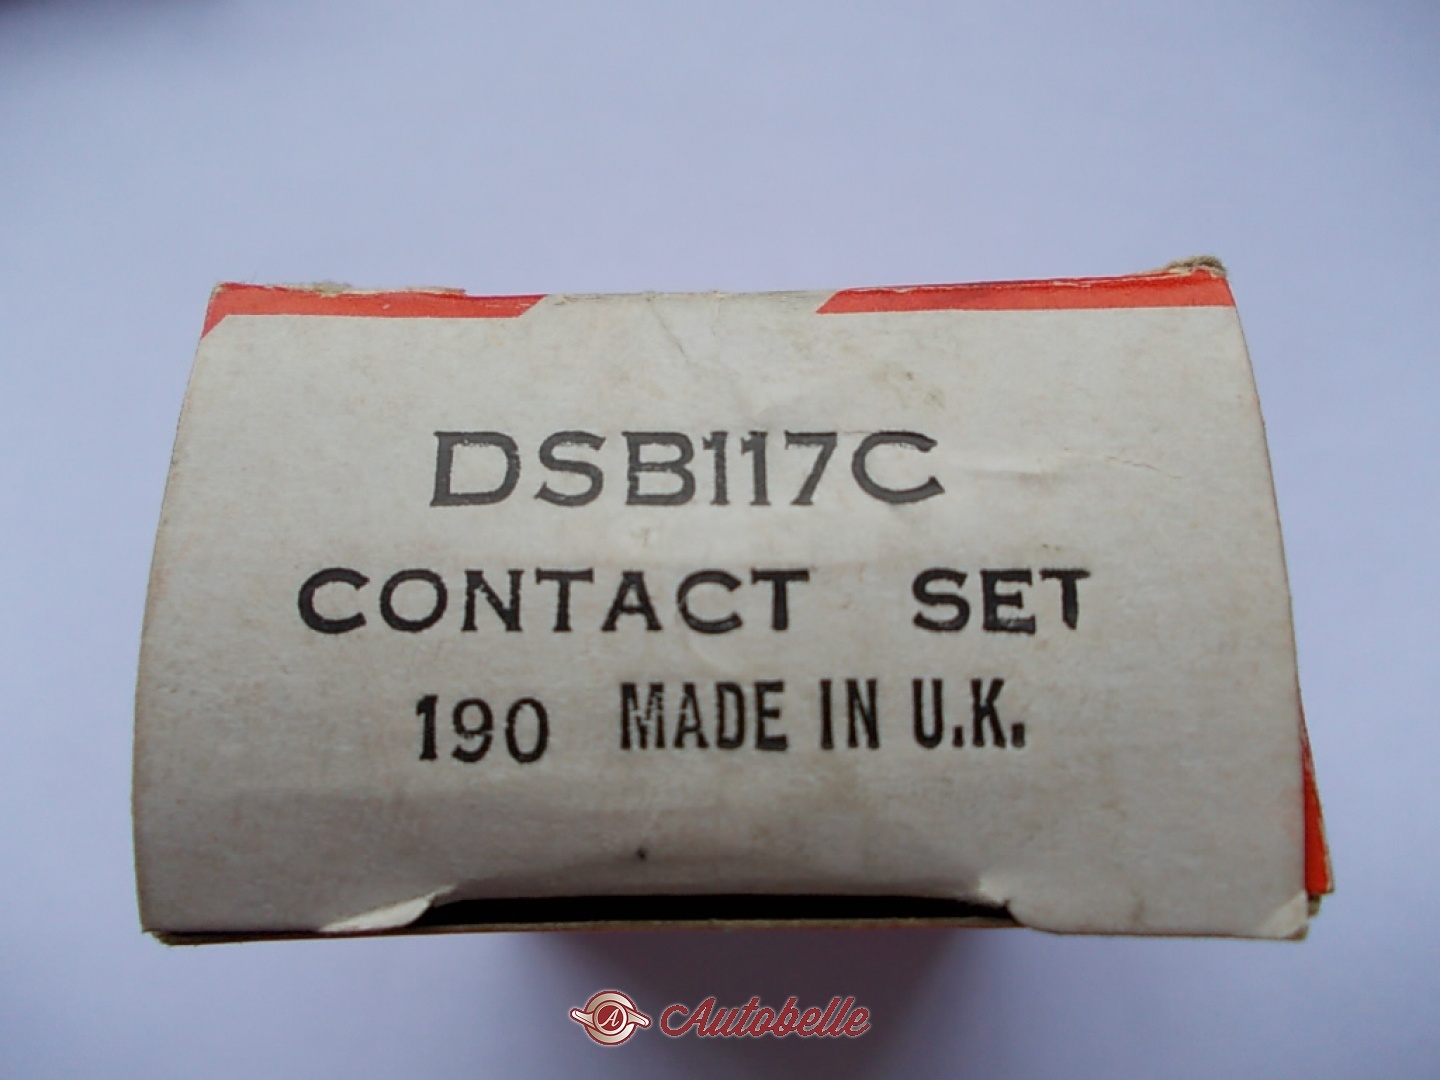 DSB117C
CONTACT SET
190 MADE IN U.K.
A Autobelle